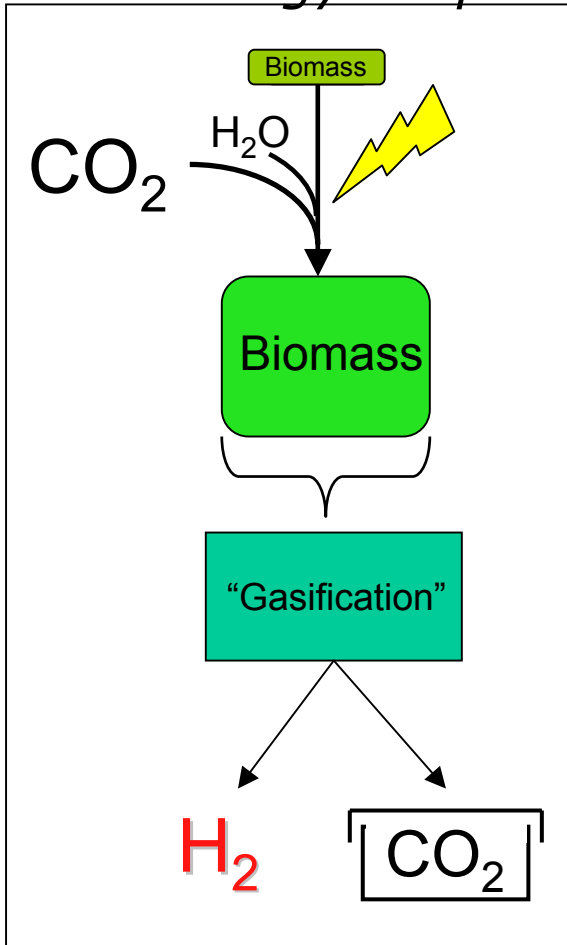 Biomass
H₂O
CO₂
Biomass
“Gasification”
H₂
CO₂